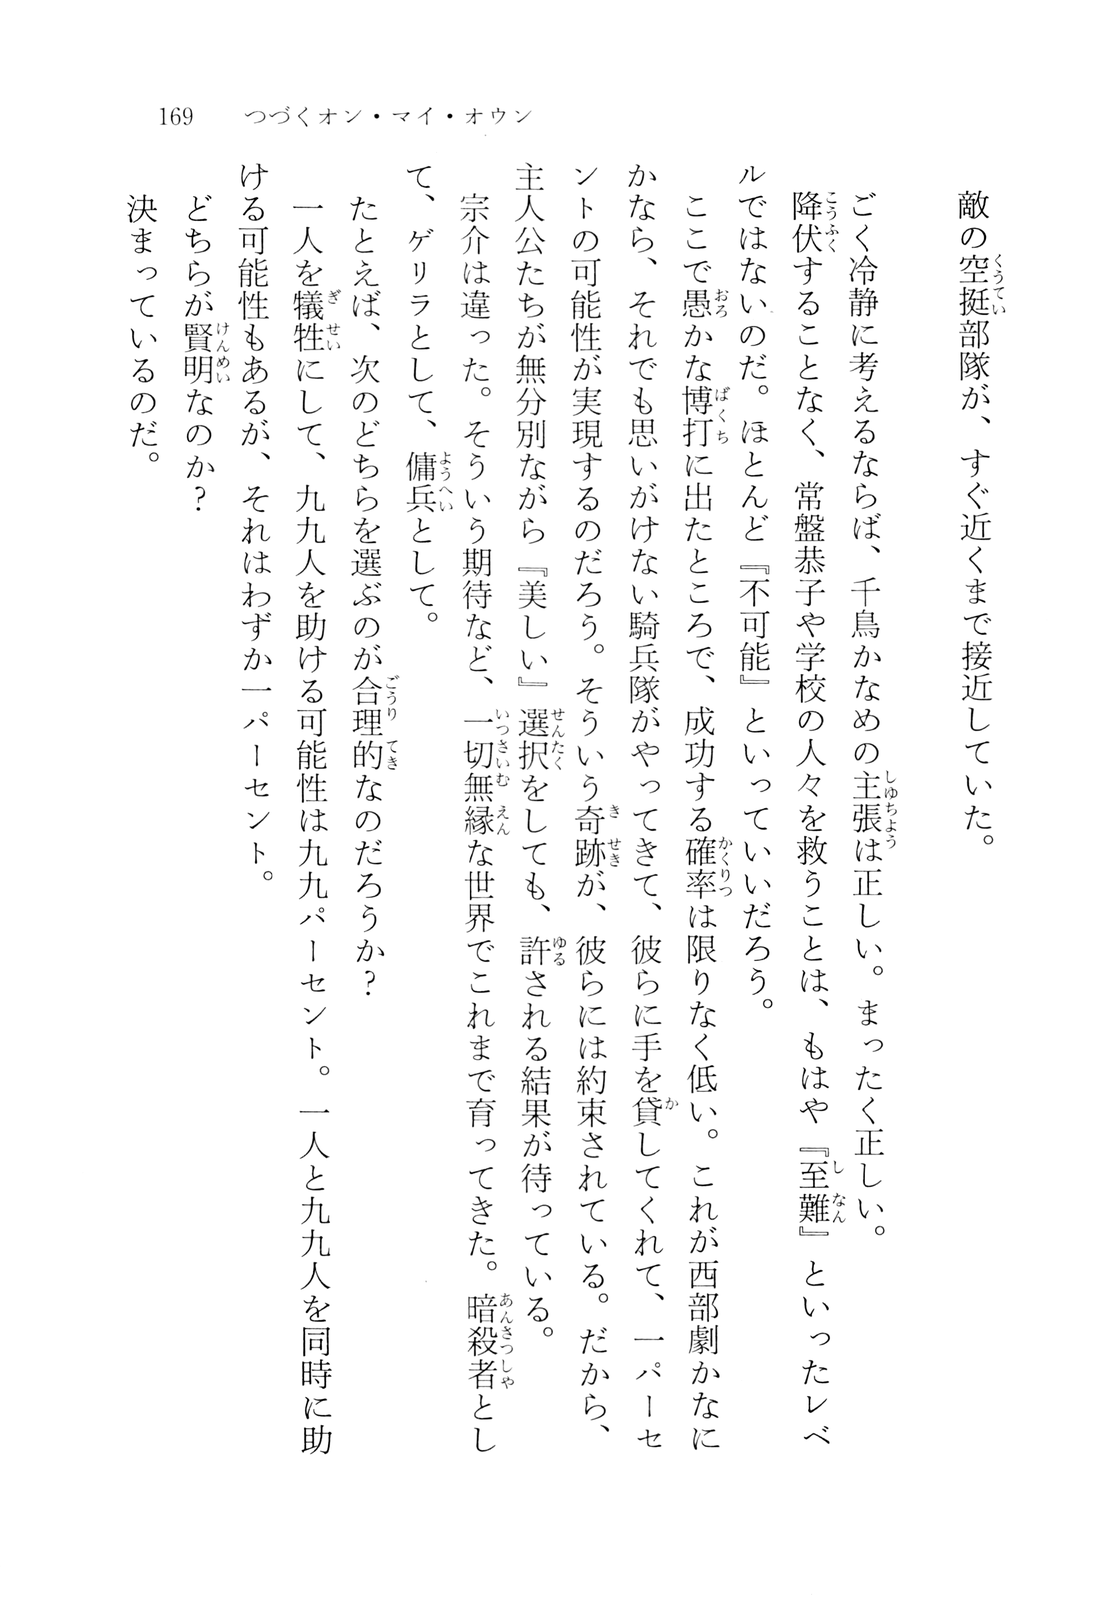 169　つづくオン・マイ・オウン
敵の空挺部隊が、すぐ近くまで接近していた。
ごく冷静に考えるならば、千鳥かなめの主張は正しい。まったく正しい。
降伏することなく、常盤恭子や学校の人々を救うことは、もはや『至難』といったレベ
ルではないのだ。ほとんど『不可能』といっていいだろう。
ここで愚かな博打に出たところで、成功する確率は限りなく低い。これが西部劇かなに
かなら、それでも思いがけない騎兵隊がやってきて、彼らに手を貸してくれて、一パーセ
ントの可能性が実現するのだろう。そういう奇跡が、彼らには約束されている。だから、
主人公たちが無分別ながら『美しい』選択をしても、許される結果が待っている。
宗介は違った。そういう期待など、一切無縁な世界でこれまで育ってきた。暗殺者とし
て、ゲリラとして、傭兵として。
たとえば、次のどちらを選ぶのが合理的なのだろうか？
一人を犠牲にして、九九人を助ける可能性は九九パーセント。一人と九九人を同時に助
ける可能性もあるが、それはわずか一パーセント。
どちらが賢明なのか？
決まっているのだ。